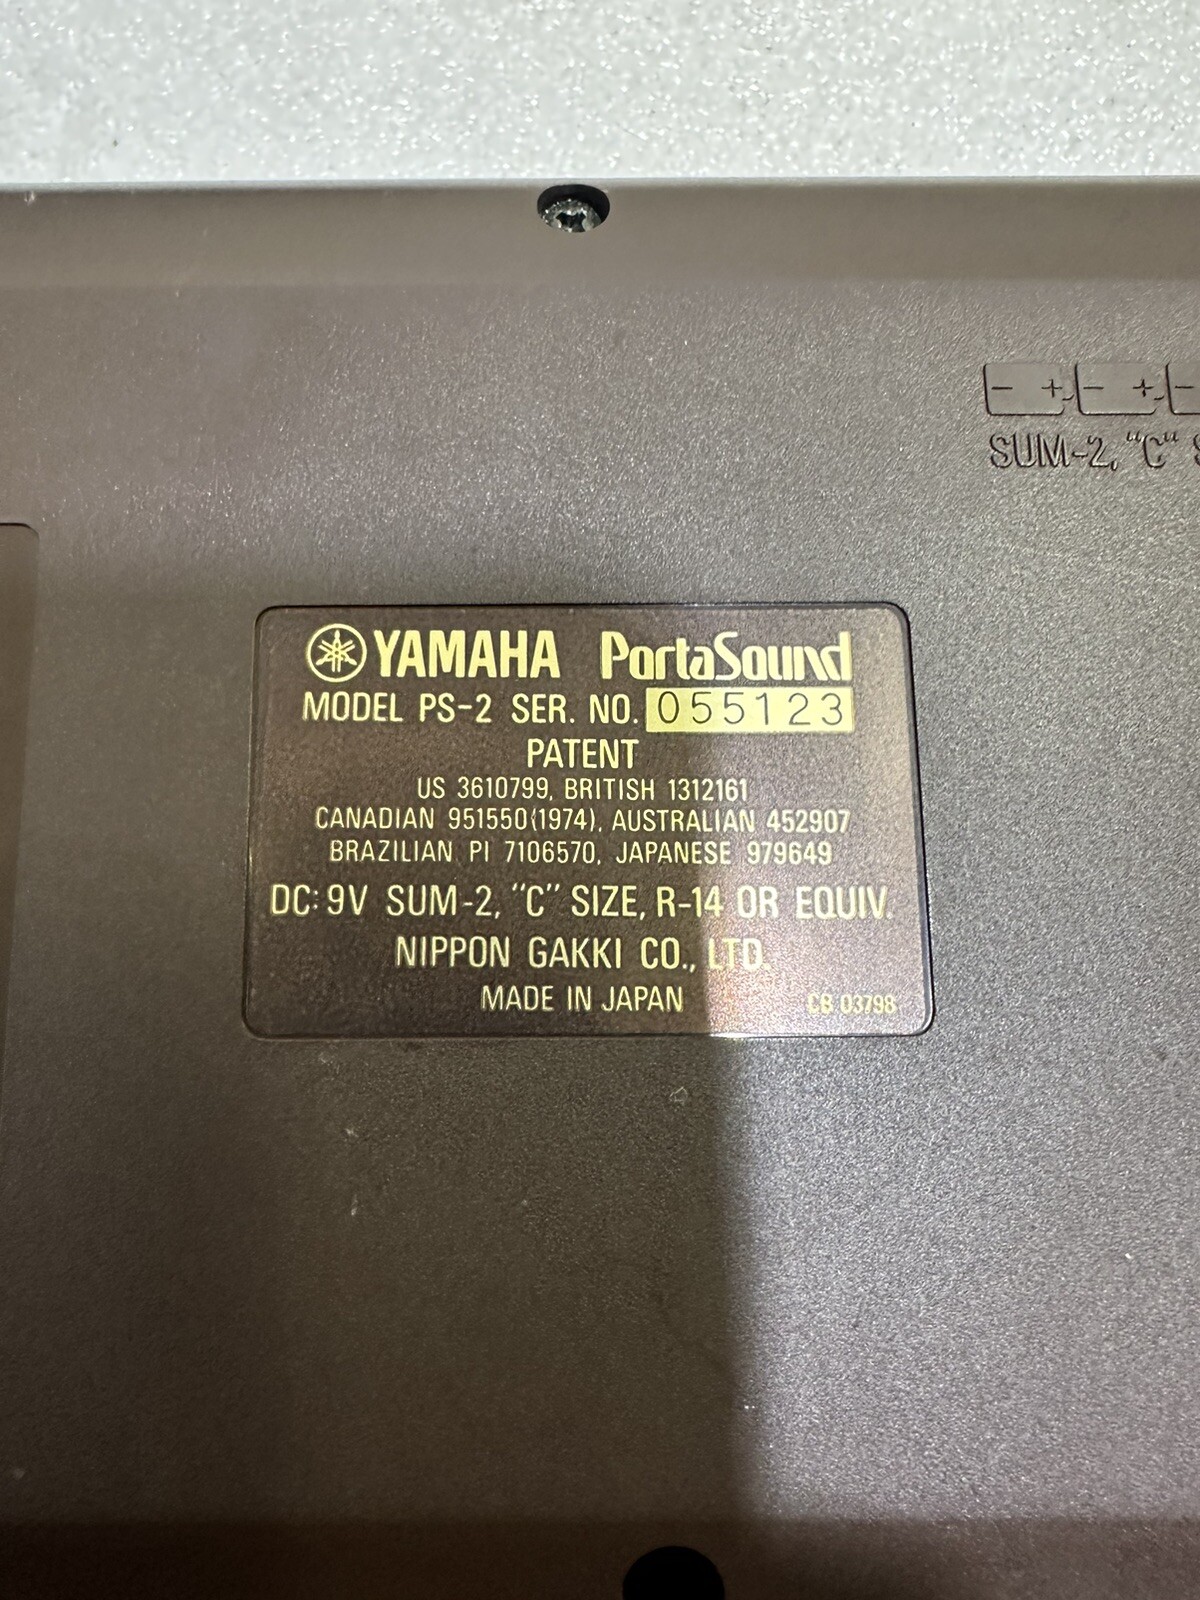 - + - + -
SUM-2, "C" S
YAMAHA PortaSound
MODEL PS-2 SER. NO. 055123
PATENT
US 3610799, BRITISH 1312161
CANADIAN 951550(1974), AUSTRALIAN 452907
BRAZILIAN PI 7106570, JAPANESE 979649
DC: 9V SUM-2, "C" SIZE, R-14 OR EQUIV.
NIPPON GAKKI CO., LTD.
MADE IN JAPAN CB 03798